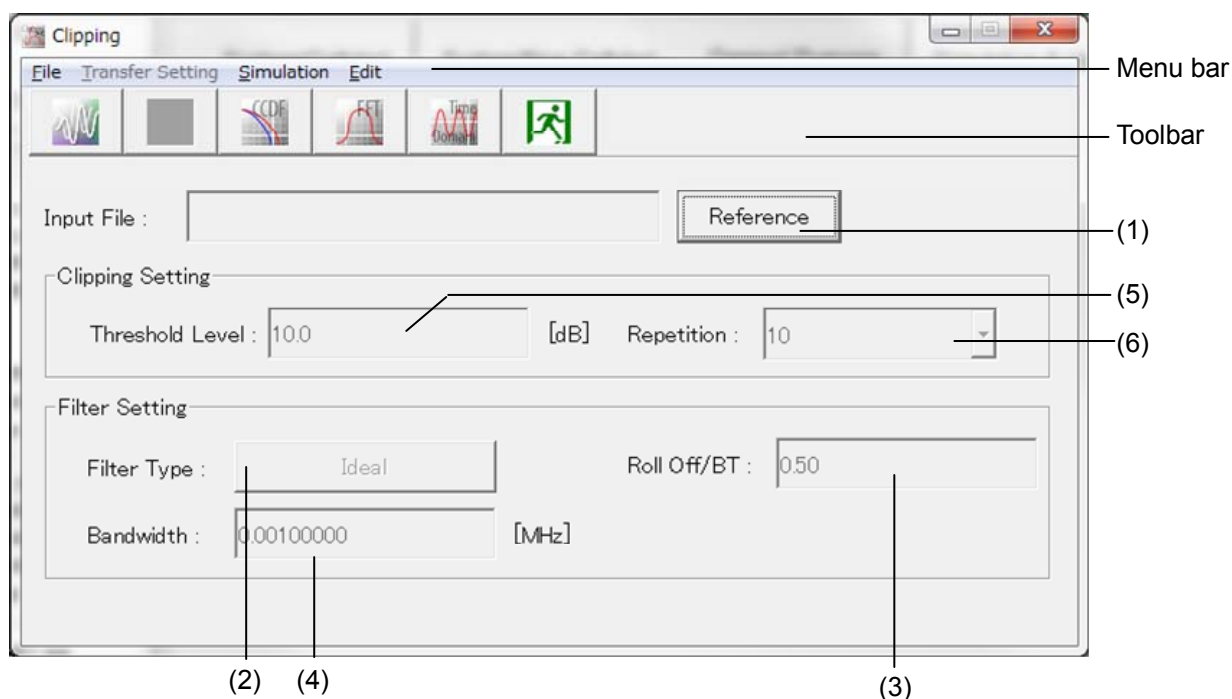 Clipping
File Transfer Setting Simulation Edit
Menu bar
CCDF FFT Time Domain
Toolbar
Input File :
Reference
(1)
Clipping Setting
(5)
Threshold Level : 10.0 [dB] Repetition : 10
(6)
Filter Setting
Filter Type : Ideal Roll Off/BT : 0.50
Bandwidth : 0.00100000 [MHz]
(2) (4) (3)